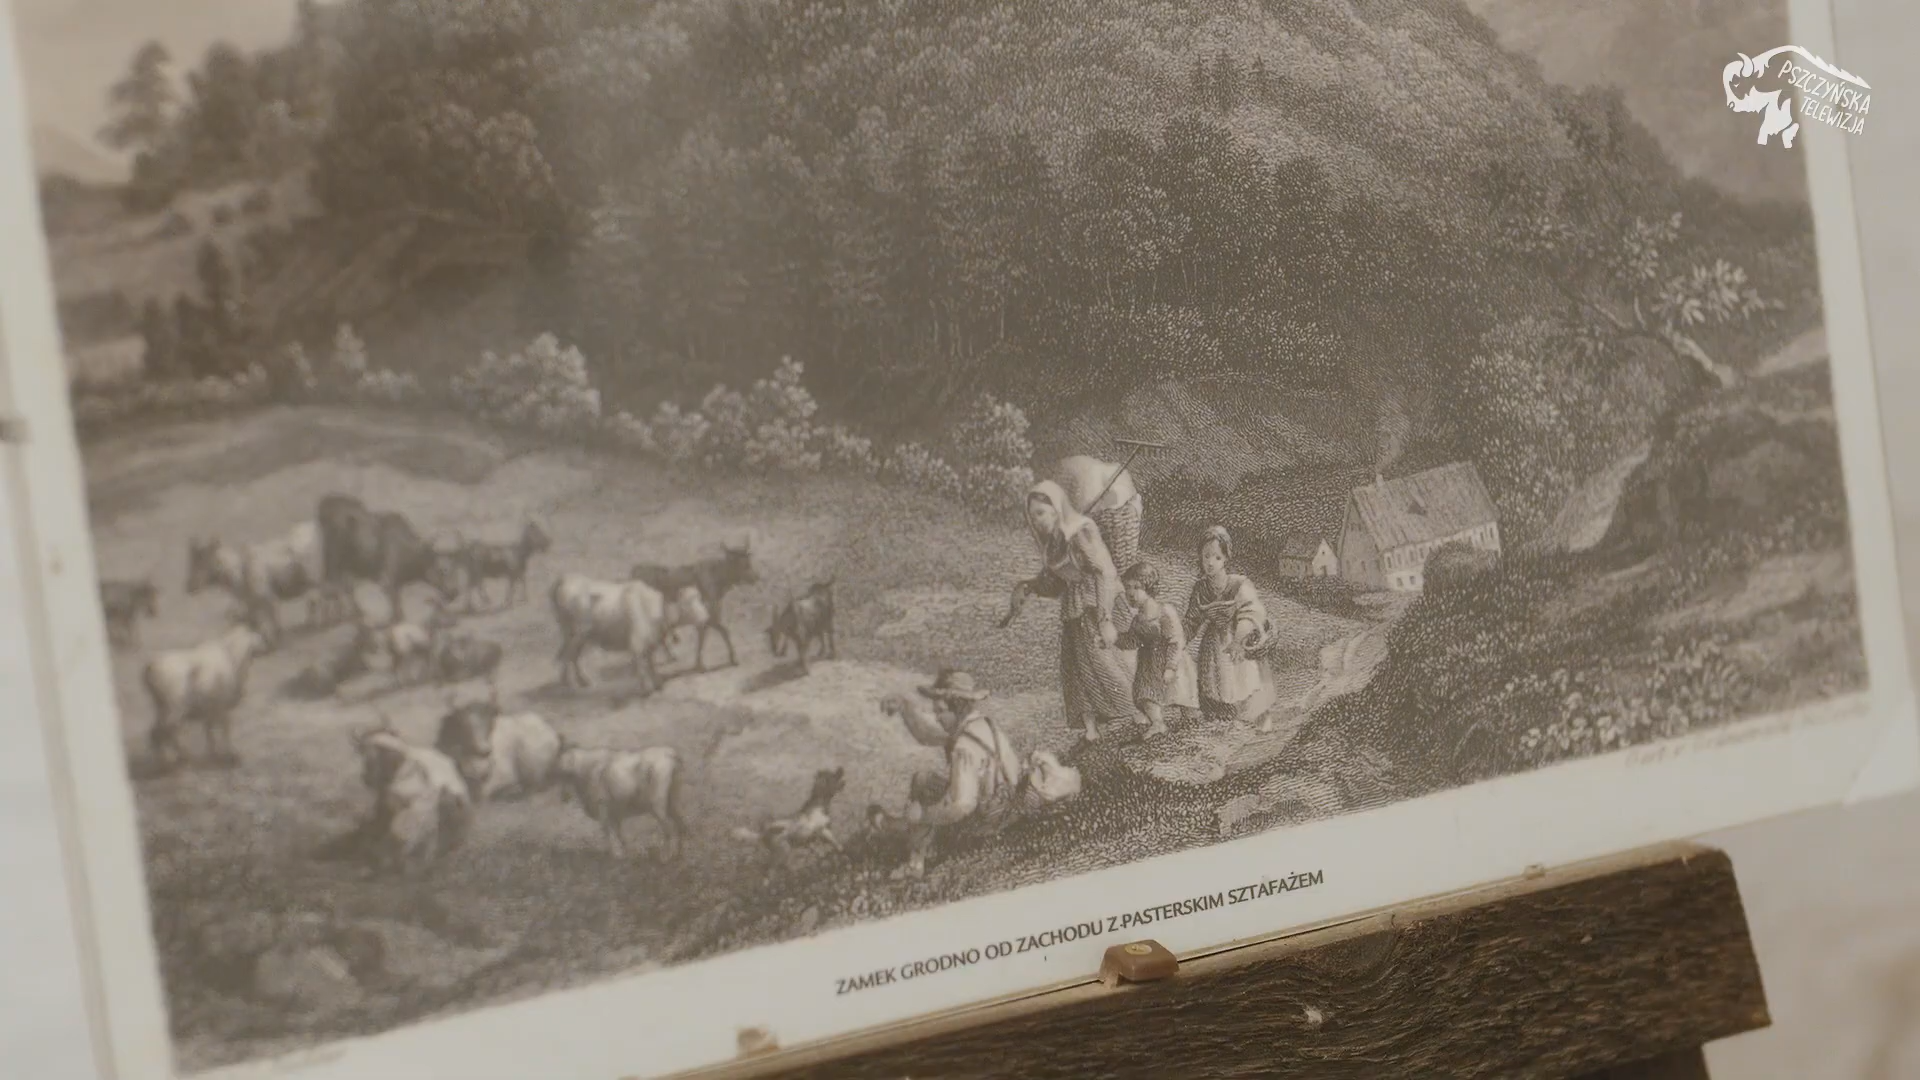 PSZCZYŃSKA
TELEWIZJA
ZAMEK GRODNO OD ZACHODU Z PASTERSKIM SZTAFAŻEM